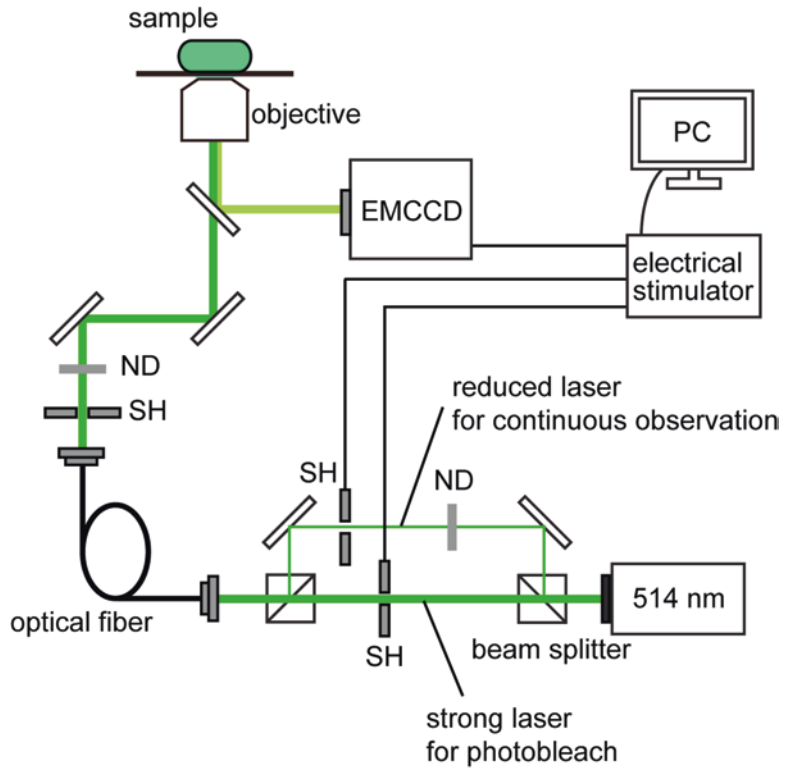 sample
objective
PC
EMCCD
electrical
stimulator
ND
SH
reduced laser
for continuous observation
SH
ND
optical fiber
514 nm
SH
beam splitter
strong laser
for photobleach